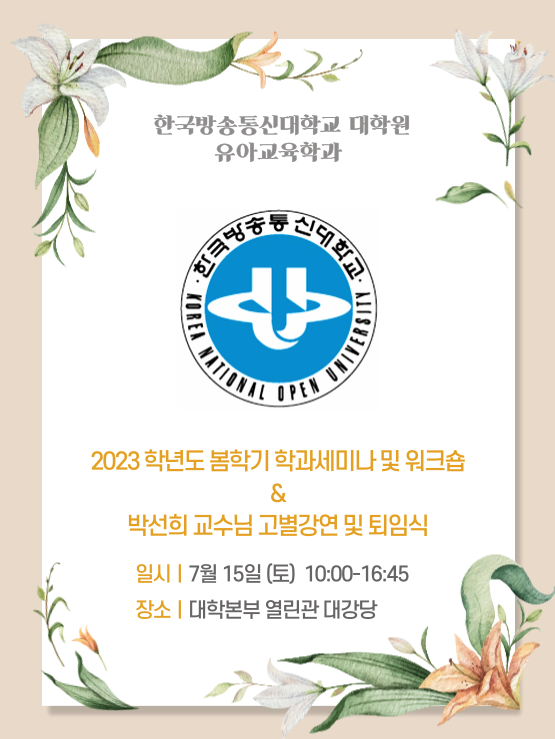 한국방송통신대학교 대학원
유아교육학과
·한국방송통신대학교·
KOREA NATIONAL OPEN UNIVERSITY
2023 학년도 봄학기 학과세미나 및 워크숍
&
박선희 교수님 고별강연 및 퇴임식
일시 | 7월 15일 (토) 10:00-16:45
장소 | 대학본부 열린관 대강당